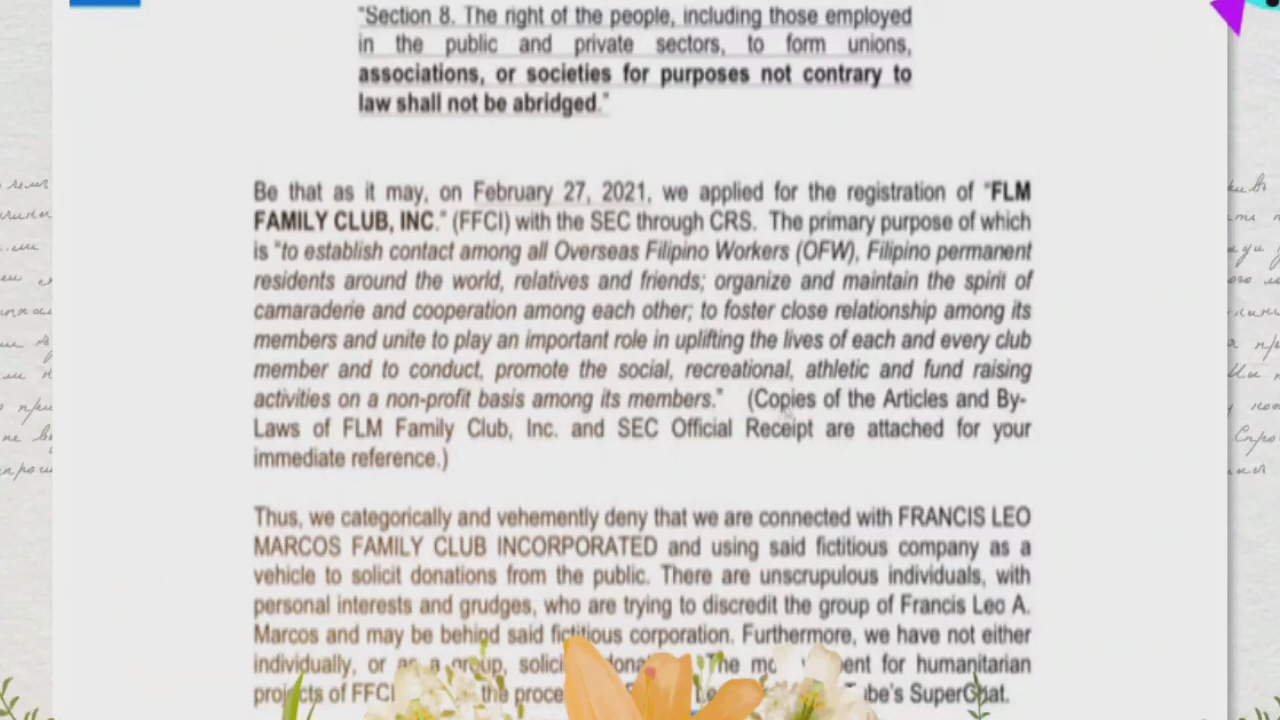 "Section 8. The right of the people, including those employed
in the public and private sectors, to form unions,
associations, or societies for purposes not contrary to
law shall not be abridged."
Be that as it may, on February 27, 2021, we applied for the registration of "FLM
FAMILY CLUB, INC." (FFCI) with the SEC through CRS. The primary purpose of which
is "to establish contact among all Overseas Filipino Workers (OFW), Filipino permanent
residents around the world, relatives and friends; organize and maintain the spirit of
camaraderie and cooperation among each other; to foster close relationship among its
members and unite to play an important role in uplifting the lives of each and every club
member and to conduct, promote the social, recreational, athletic and fund raising
activities on a non-profit basis among its members." (Copies of the Articles and By-
Laws of FLM Family Club, Inc. and SEC Official Receipt are attached for your
immediate reference.)
Thus, we categorically and vehemently deny that we are connected with FRANCIS LEO
MARCOS FAMILY CLUB INCORPORATED and using said fictitious company as a
vehicle to solicit donations from the public. There are unscrupulous individuals, with
personal interests and grudges, who are trying to discredit the group of Francis Leo A.
Marcos and may be behind said fictitious corporation. Furthermore, we have not either
individually, or as a group, The for humanitarian
projects of FFCI the SuperChat.